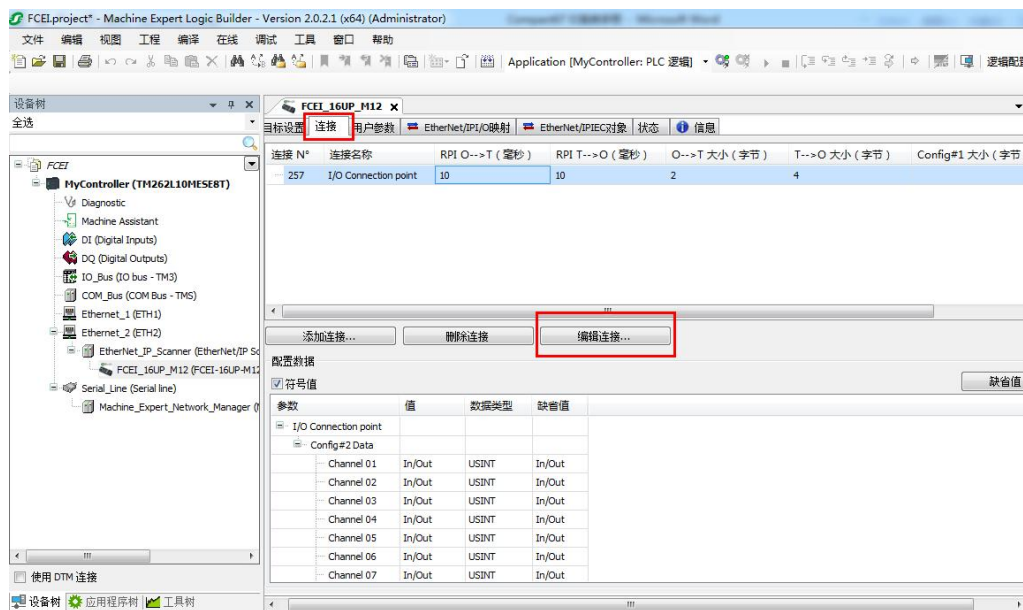 FCEI.project* - Machine Expert Logic Builder - Version 2.0.2.1 (x64) (Administrator)
文件 编辑 视图 工程 编译 在线 调试 工具 窗口 帮助
Application [MyController: PLC 逻辑]
逻辑配
设备树
全选
FCEI
MyController (TM262L10MESE8T)
Diagnostic
Machine Assistant
DI (Digital Inputs)
DQ (Digital Outputs)
IO_Bus (IO bus - TM3)
COM_Bus (COM Bus - TMS)
Ethernet_1 (ETH1)
Ethernet_2 (ETH2)
EtherNet_IP_Scanner (EtherNet/IP Sc
FCEI_16UP_M12 (FCEI-16UP-M12
Serial_Line (Serial line)
Machine_Expert_Network_Manager (
使用 DTM 连接
设备树 应用程序树 工具树
FCEI_16UP_M12 X
目标设置 连接 用户参数 EtherNet/IPI/O映射 EtherNet/IPIEC对象 状态 信息
连接 N° 连接名称 RPI O-->T (毫秒) RPI T-->O (毫秒) O-->T 大小 (字节) T-->O 大小 (字节) Config#1 大小 (字节
257 I/O Connection point 10 10 2 4
添加连接... 删除连接 编辑连接...
配置数据
符号值
缺省值
参数 值 数据类型 缺省值
I/O Connection point
Config#2 Data
Channel 01 In/Out USINT In/Out
Channel 02 In/Out USINT In/Out
Channel 03 In/Out USINT In/Out
Channel 04 In/Out USINT In/Out
Channel 05 In/Out USINT In/Out
Channel 06 In/Out USINT In/Out
Channel 07 In/Out USINT In/Out